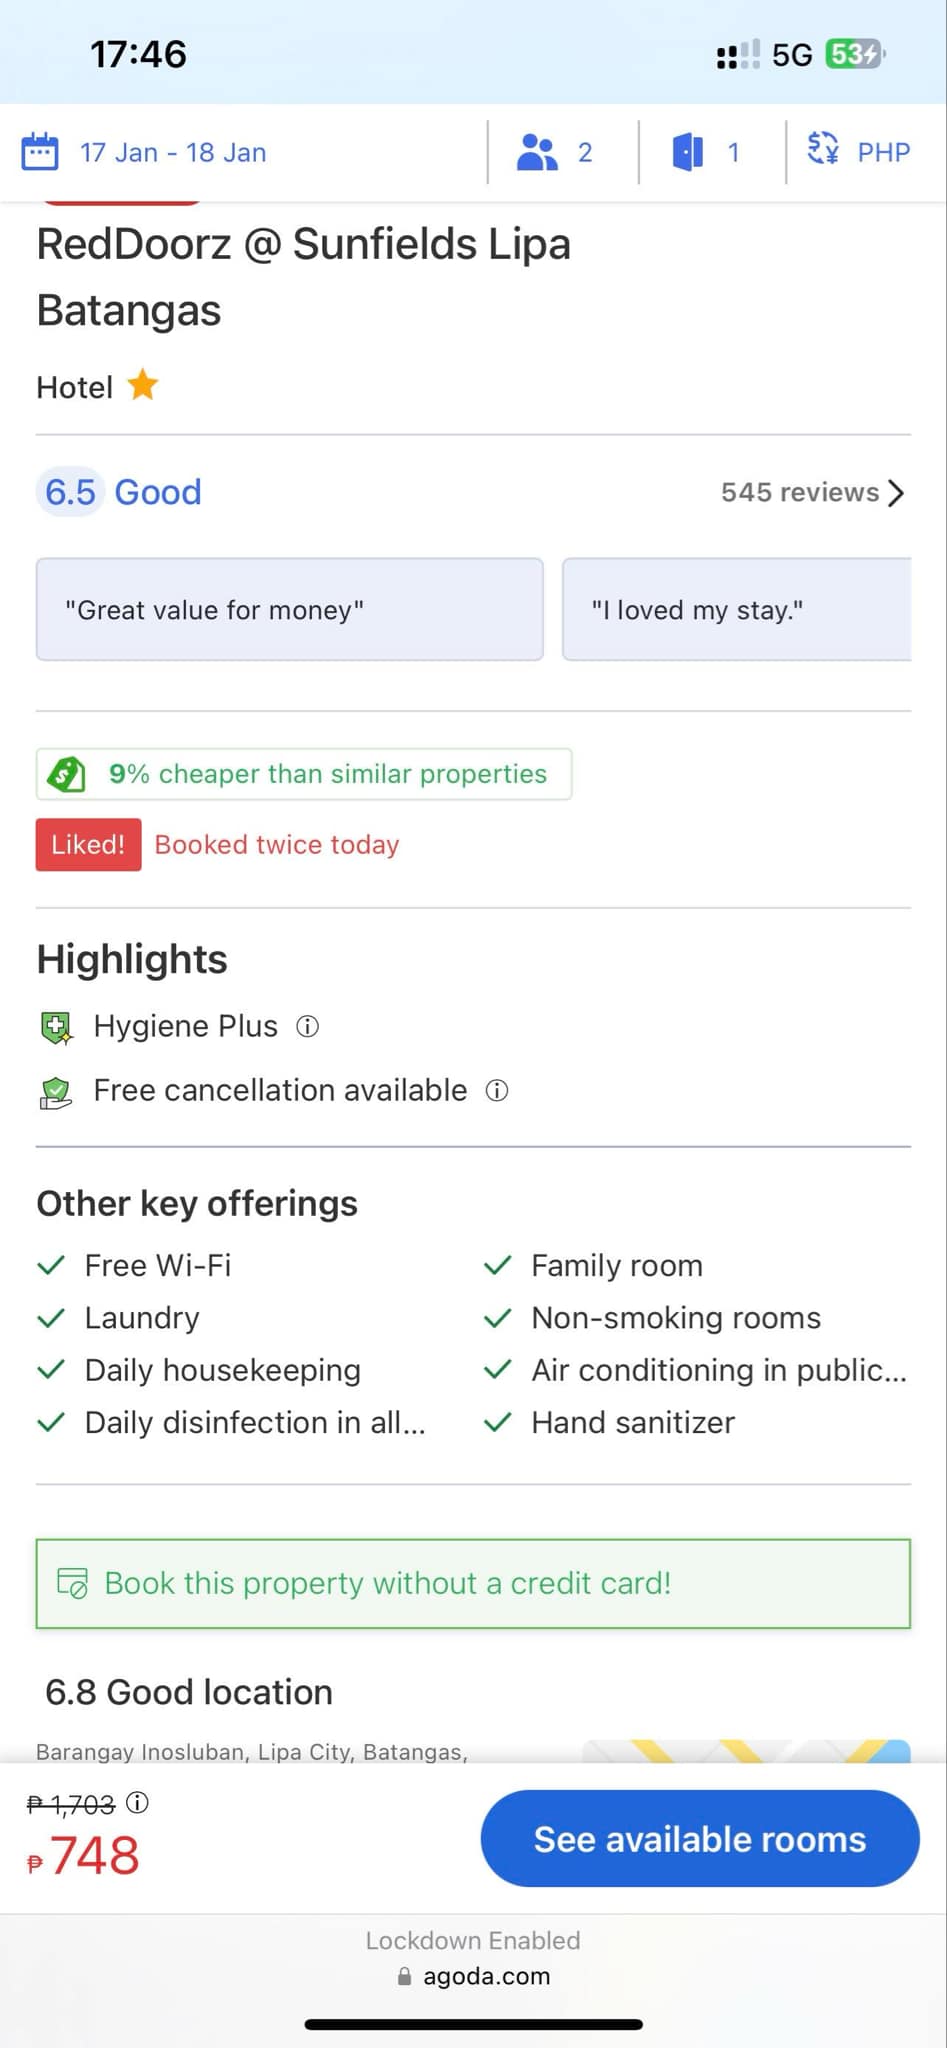 17:46
5G 53
17 Jan - 18 Jan 2 1 PHP
RedDoorz @ Sunfields Lipa
Batangas
Hotel
6.5 Good 545 reviews
"Great value for money" "I loved my stay."
9% cheaper than similar properties
Liked! Booked twice today
Highlights
Hygiene Plus
Free cancellation available
Other key offerings
Free Wi-Fi
Family room
Laundry
Non-smoking rooms
Daily housekeeping
Air conditioning in public...
Daily disinfection in all...
Hand sanitizer
Book this property without a credit card!
6.8 Good location
Barangay Inosluban, Lipa City, Batangas,
₱ 1,703
₱ 748
See available rooms
Lockdown Enabled
agoda.com